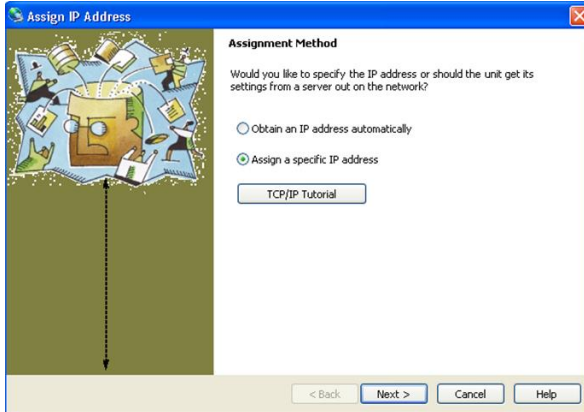 Assign IP Address
Assignment Method
Would you like to specify the IP address or should the unit get its
settings from a server out on the network?
Obtain an IP address automatically
Assign a specific IP address
TCP/IP Tutorial
< Back
Next >
Cancel
Help